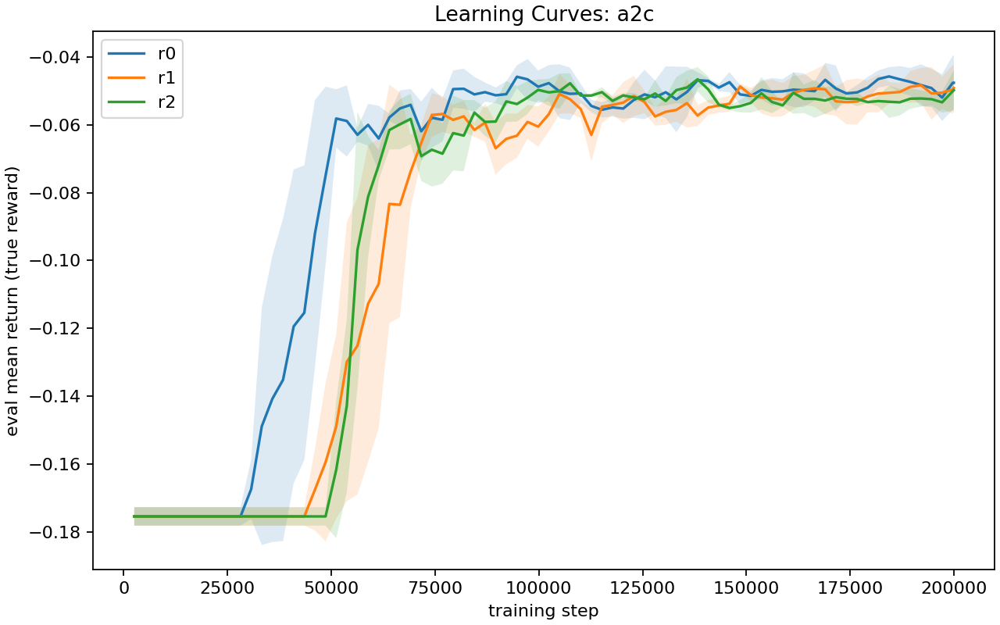 Learning Curves: a2c
r0
r1
r2
eval mean return (true reward)
−0.04
−0.06
−0.08
−0.10
−0.12
−0.14
−0.16
−0.18
0 25000 50000 75000 100000 125000 150000 175000 200000
training step